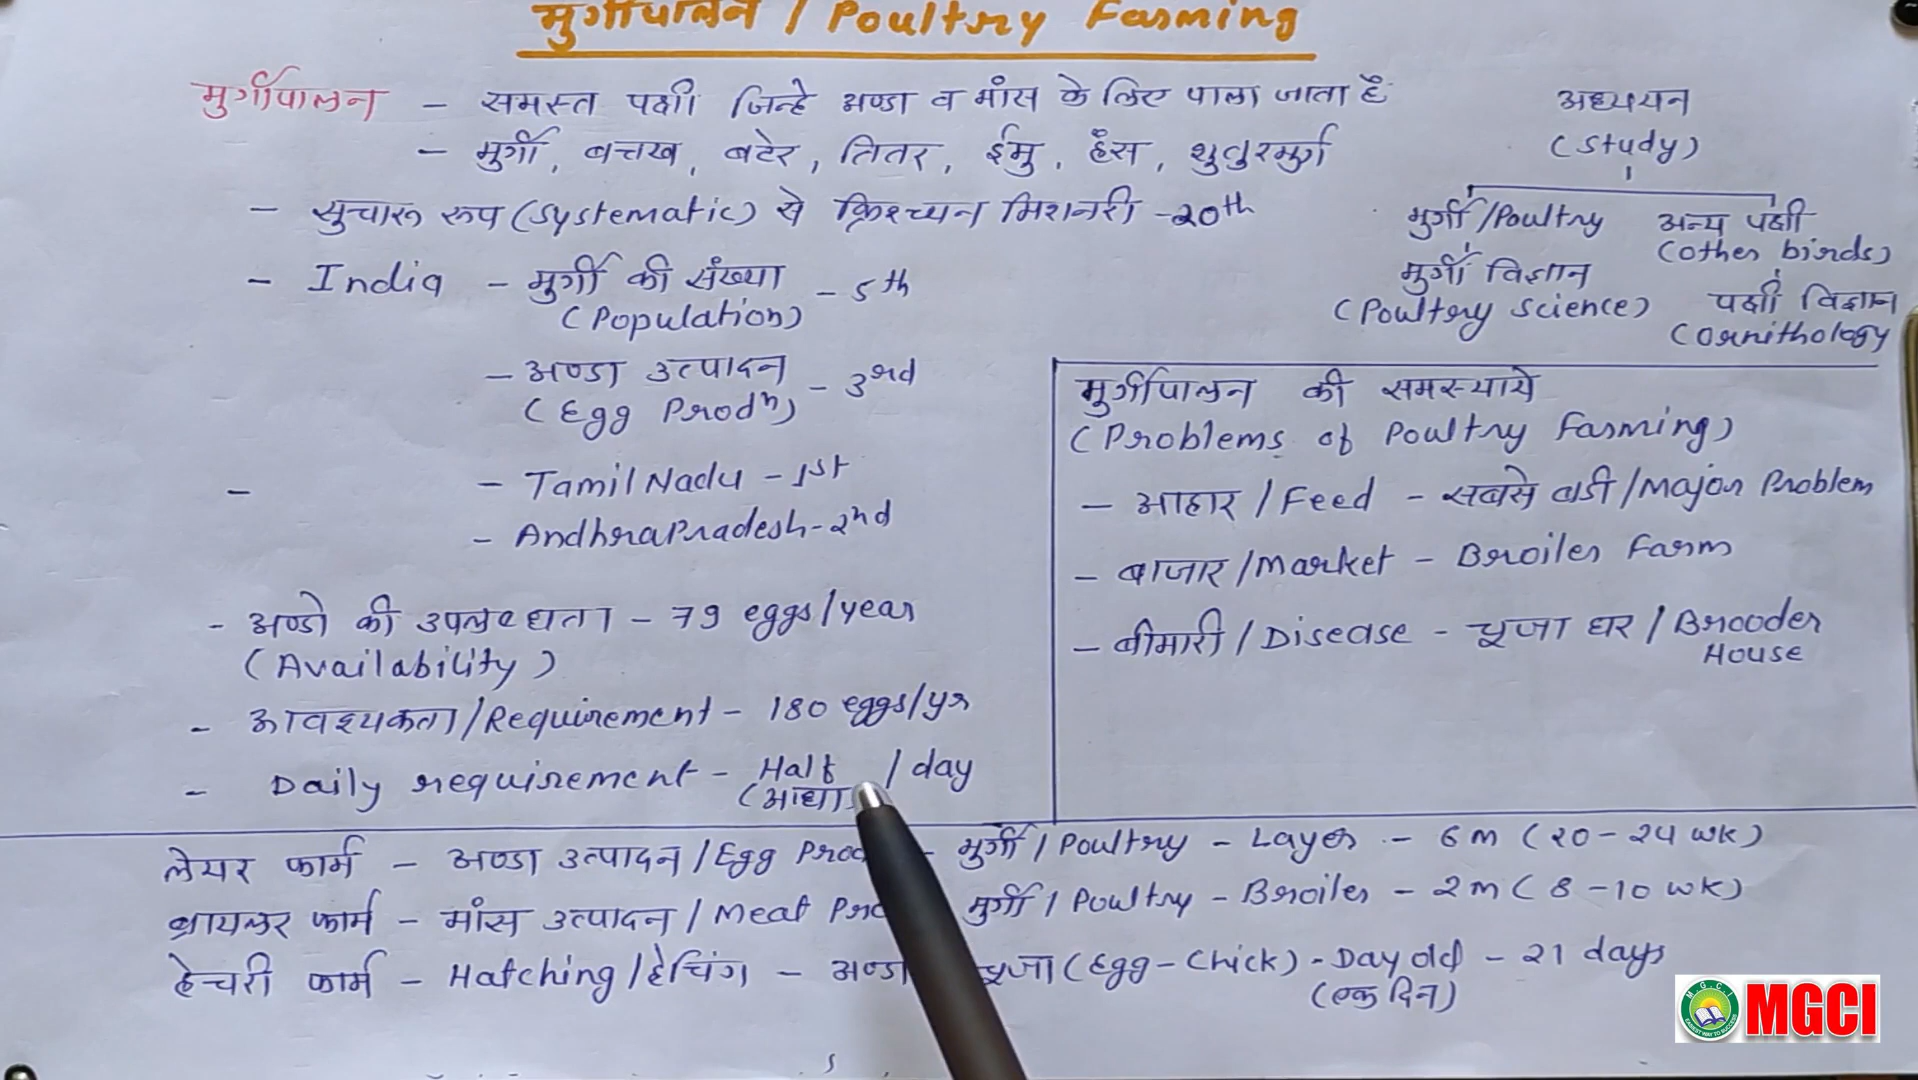 मुर्गीपालन / Poultry Farming
मुर्गीपालन - समस्त पक्षी जिन्हे अण्डा व मांस के लिए पाला जाता है
- मुर्गी, बत्तख, बटेर, तितर, ईमु, हंस, शुतुरमुर्ग
- सुचारू रूप (Systematic) से क्रिश्चयन मिशनरी - 20th
- India - मुर्गी की संख्या - 5th
(Population)
- अण्डा उत्पादन - 3rd
(Egg Prodn)
- - Tamil Nadu - 1st
- Andhra Pradesh - 2nd
- अण्डो की उपलब्धता - 79 eggs/year
(Availability)
- आवश्यकता/Requirement - 180 eggs/yr
- Daily requirement - Half / day
(आधा
अध्ययन
(Study)
मुर्गी/Poultry अन्य पक्षी
(other birds)
मुर्गी विज्ञान पक्षी विज्ञान
(Poultry Science) (Ornithology
मुर्गीपालन की समस्याये
(Problems of Poultry Farming)
- आहार/Feed - सबसे बडी/Major Problem
- बाजार/Market - Broiler Farm
- बीमारी/Disease - चूजा घर/Brooder
House
लेयर फार्म - अण्डा उत्पादन/Egg Prod - मुर्गी/Poultry - Layer - 6 m (20-24 wk)
ब्रायलर फार्म - मांस उत्पादन/Meat Pro मुर्गी/Poultry - Broiler - 2 m (8-10 wk)
हेचरी फार्म - Hatching/हेचिंग - अण्डा चूजा (Egg-Chick) - Day old - 21 days
(एक दिन)
M.G.C.I
MGCI